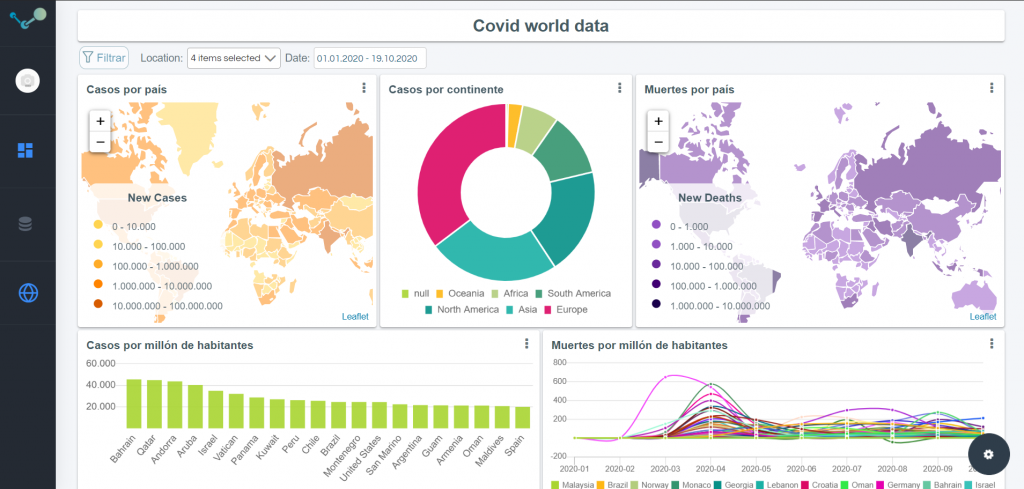 Covid world data
Filtrar
Location: 4 items selected Date: 01.01.2020 - 19.10.2020
Casos por país
+
−
New Cases
0 - 10.000
10.000 - 100.000
100.000 - 1.000.000
1.000.000 - 10.000.000
10.000.000 - 100.000.000
Leaflet
Casos por continente
null Oceania Africa South America
North America Asia Europe
Muertes por país
+
−
New Deaths
0 - 1.000
1.000 - 10.000
10.000 - 100.000
100.000 - 1.000.000
1.000.000 - 10.000.000
Leaflet
Casos por millón de habitantes
60.000
40.000
20.000
Bahrain
Qatar
Andorra
Aruba
Israel
Vatican
Panama
Kuwait
Peru
Chile
Brazil
Montenegro
United States
San Marino
Argentina
Guam
Armenia
Oman
Maldives
Spain
Muertes por millón de habitantes
800
600
400
200
0
-200
2020-01 2020-02 2020-03 2020-04 2020-05 2020-06 2020-07 2020-08 2020-09
Malaysia Brazil Norway Monaco Georgia Lebanon Croatia Oman Germany Bahrain Israel